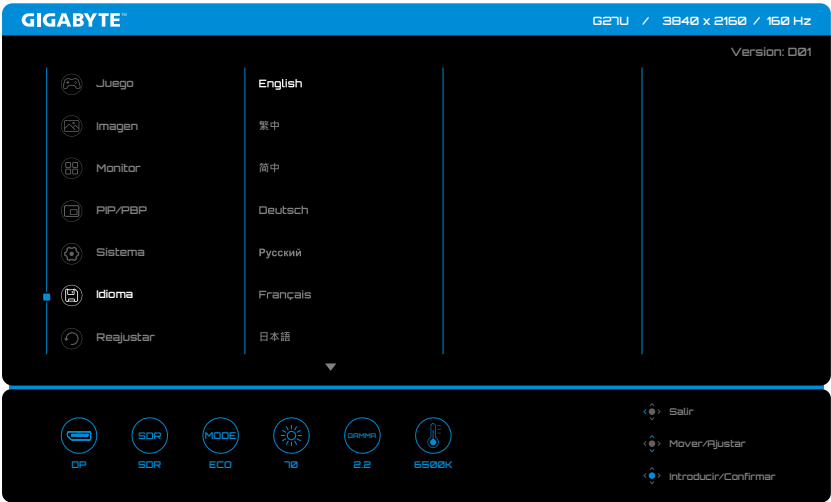 GIGABYTE™
G27U / 3840 x 2160 / 160 Hz
Version: D01
Juego
English
Imagen
繁中
Monitor
简中
PIP/PBP
Deutsch
Sistema
Русский
Idioma
Français
Reajustar
日本語
SDR
MODE
GAMMA
DP
SDR
ECO
70
2.2
6500K
Salir
Mover/Ajustar
Introducir/Confirmar